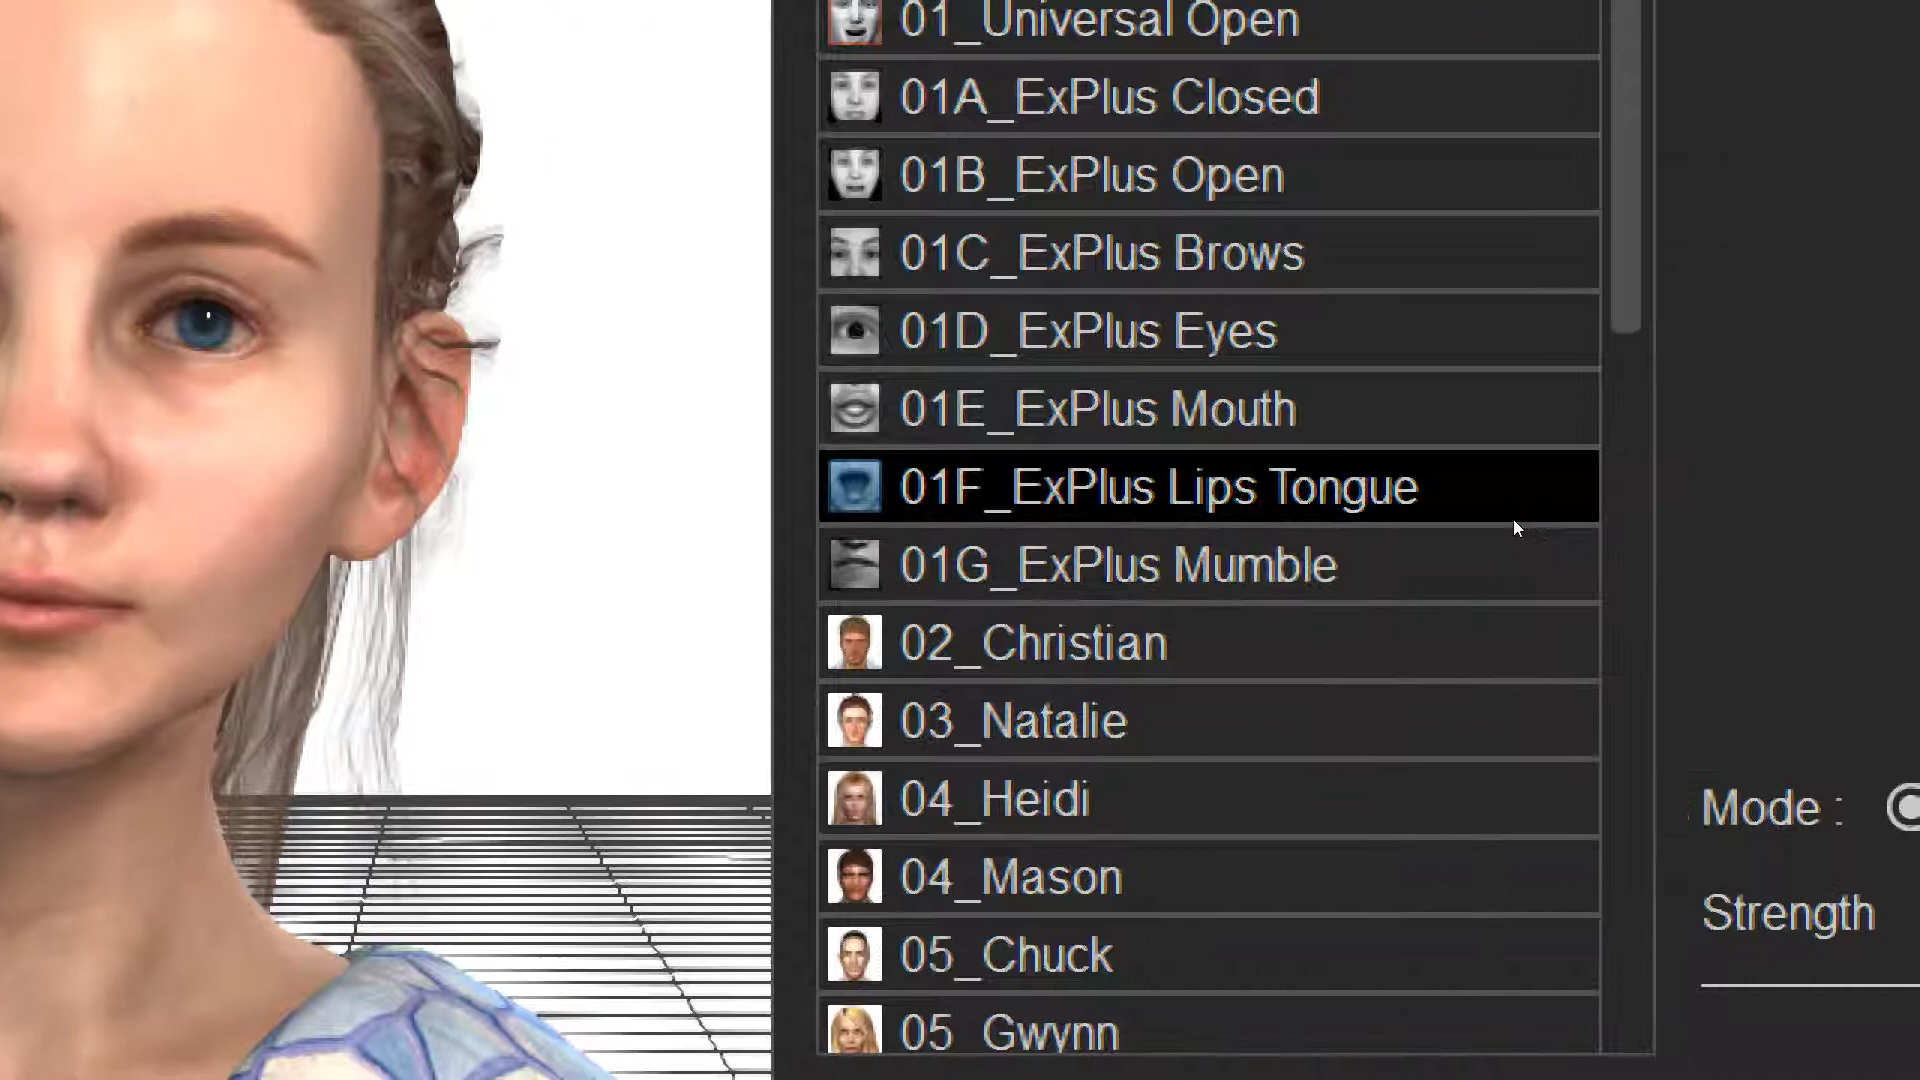 01_Universal Open
01A_ExPlus Closed
01B_ExPlus Open
01C_ExPlus Brows
01D_ExPlus Eyes
01E_ExPlus Mouth
01F_ExPlus Lips Tongue
01G_ExPlus Mumble
02_Christian
03_Natalie
04_Heidi
04_Mason
05_Chuck
05_Gwynn
Mode :
Strength